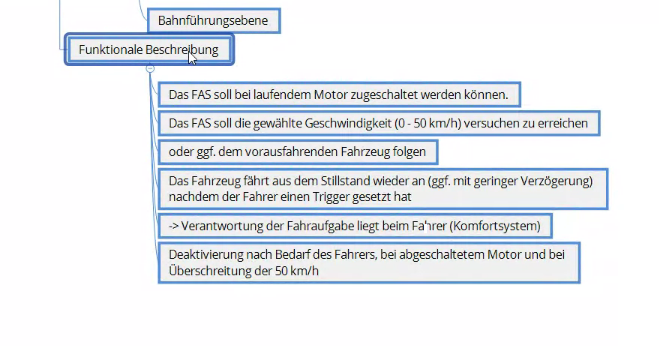 Bahnführungsebene
Funktionale Beschreibung
Das FAS soll bei laufendem Motor zugeschaltet werden können.
Das FAS soll die gewählte Geschwindigkeit (0 - 50 km/h) versuchen zu erreichen
oder ggf. dem vorausfahrenden Fahrzeug folgen
Das Fahrzeug fährt aus dem Stillstand wieder an (ggf. mit geringer Verzögerung)
nachdem der Fahrer einen Trigger gesetzt hat
-> Verantwortung der Fahraufgabe liegt beim Fahrer (Komfortsystem)
Deaktivierung nach Bedarf des Fahrers, bei abgeschaltetem Motor und bei
Überschreitung der 50 km/h